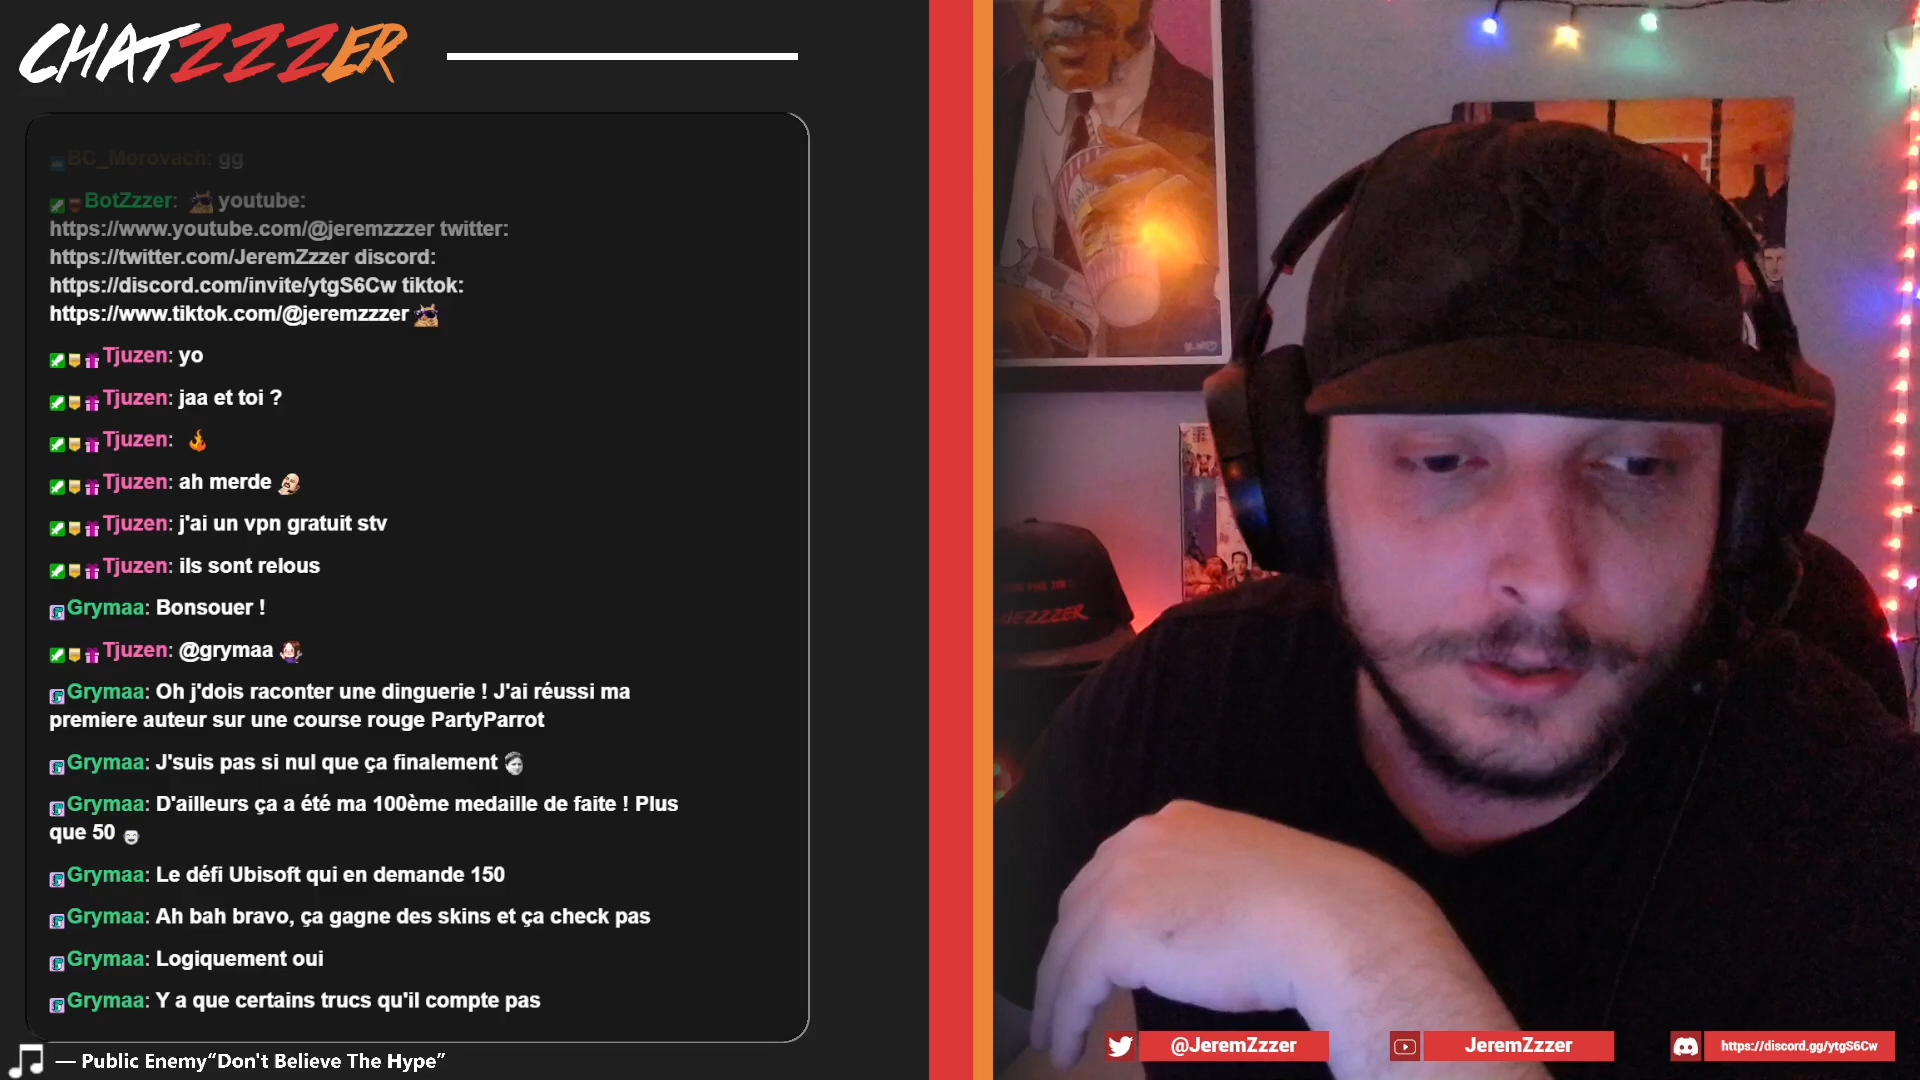 CHATZZZER
BC_Morovach: gg
BotZzzer: youtube:
https://www.youtube.com/@jeremzzzer twitter:
https://twitter.com/JeremZzzer discord:
https://discord.com/invite/ytgS6Cw tiktok:
https://www.tiktok.com/@jeremzzzer
Tjuzen: yo
Tjuzen: jaa et toi ?
Tjuzen:
Tjuzen: ah merde
Tjuzen: j'ai un vpn gratuit stv
Tjuzen: ils sont relous
Grymaa: Bonsouer !
Tjuzen: @grymaa
Grymaa: Oh j'dois raconter une dinguerie ! J'ai réussi ma
premiere auteur sur une course rouge PartyParrot
Grymaa: J'suis pas si nul que ça finalement
Grymaa: D'ailleurs ça a été ma 100ème medaille de faite ! Plus
que 50
Grymaa: Le défi Ubisoft qui en demande 150
Grymaa: Ah bah bravo, ça gagne des skins et ça check pas
Grymaa: Logiquement oui
Grymaa: Y a que certains trucs qu'il compte pas
— Public Enemy“Don't Believe The Hype”
@JeremZzzer
JeremZzzer
https://discord.gg/ytgS6Cw